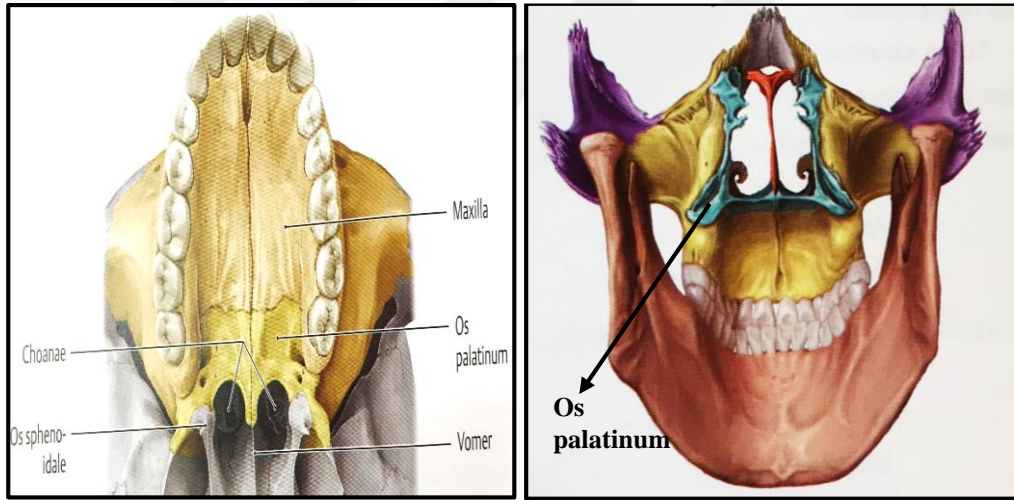 Maxilla
Os
palatinum
Choanae
Os spheno-
idale
Vomer
Os
palatinum